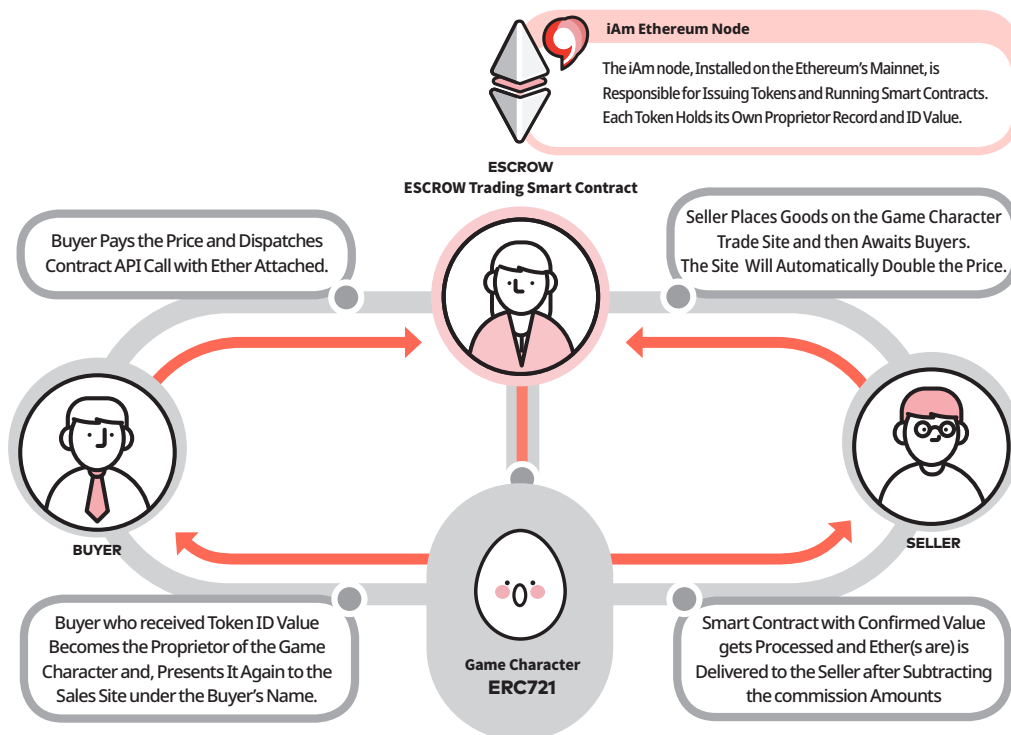 iAm Ethereum Node
The iAm node, Installed on the Ethereum's Mainnet, is
Responsible for Issuing Tokens and Running Smart Contracts.
Each Token Holds its Own Proprietor Record and ID Value.
ESCROW
ESCROW Trading Smart Contract
Buyer Pays the Price and Dispatches
Contract API Call with Ether Attached.
Seller Places Goods on the Game Character
Trade Site and then Awaits Buyers.
The Site Will Automatically Double the Price.
BUYER
SELLER
Buyer who received Token ID Value
Becomes the Proprietor of the Game
Character and, Presents It Again to the
Sales Site under the Buyer's Name.
Game Character
ERC721
Smart Contract with Confirmed Value
gets Processed and Ether(s are) is
Delivered to the Seller after Subtracting
the commission Amounts